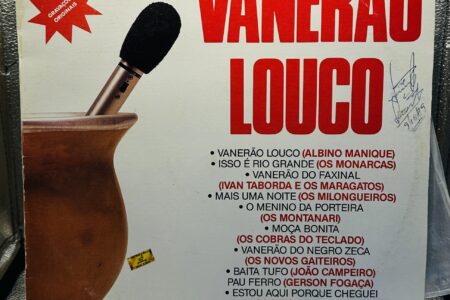 GRAVAÇÕES
ORIGINAIS
VANERÃO
LOUCO
• VANERÃO LOUCO (ALBINO MANIQUE)
• ISSO É RIO GRANDE (OS MONARCAS)
• VANERÃO DO FAXINAL
(IVAN TABORDA E OS MARAGATOS)
• MAIS UMA NOITE (OS MILONGUEIROS)
• O MENINO DA PORTEIRA
(OS MONTANARI)
• MOÇA BONITA
(OS COBRAS DO TECLADO)
• VANERÃO DO NEGRO ZECA
(OS NOVOS GAITEIROS)
• BAITA TUFO (JOÃO CAMPEIRO)
PAU FERRO (GERSON FOGAÇA)
• ESTOU AQUI PORQUE CHEGUEI